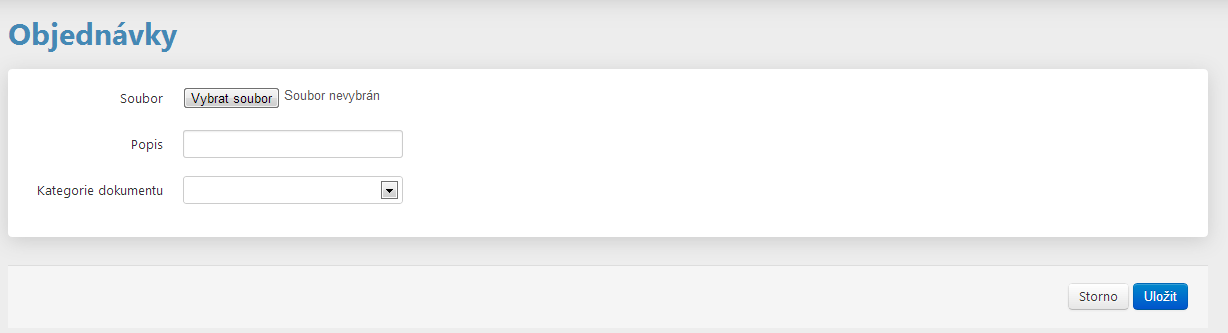 Objednávky
Soubor Vybrat soubor Soubor nevybrán
Popis
Kategorie dokumentu
Storno Uložit